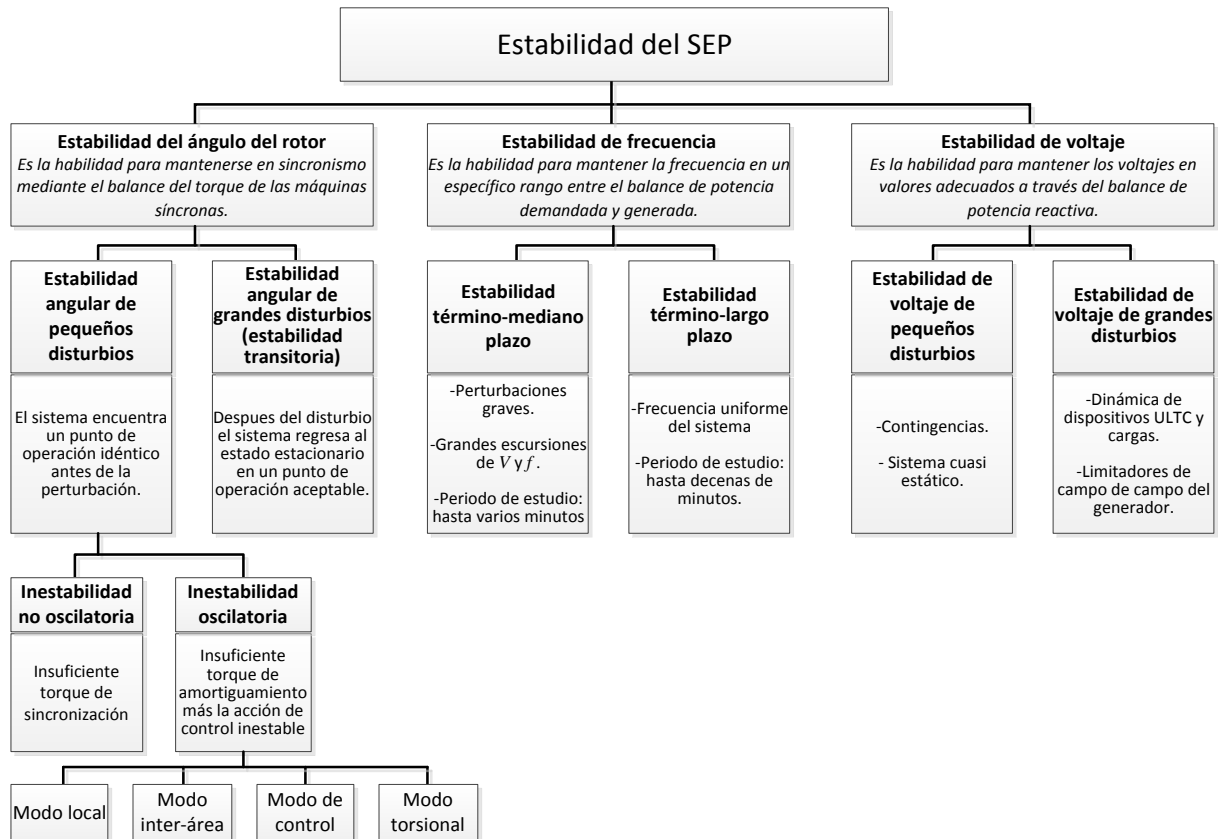 Estabilidad del SEP
Estabilidad del ángulo del rotor
Es la habilidad para mantenerse en sincronismo
mediante el balance del torque de las máquinas
síncronas.
Estabilidad de frecuencia
Es la habilidad para mantener la frecuencia en un
específico rango entre el balance de potencia
demandada y generada.
Estabilidad de voltaje
Es la habilidad para mantener los voltajes en
valores adecuados a través del balance de
potencia reactiva.
Estabilidad
angular de
pequeños
disturbios
Estabilidad
angular de
grandes disturbios
(estabilidad
transitoria)
Estabilidad
término-mediano
plazo
Estabilidad
término-largo
plazo
Estabilidad de
voltaje de
pequeños
disturbios
Estabilidad de
voltaje de grandes
disturbios
El sistema encuentra
un punto de
operación idéntico
antes de la
perturbación.
Despues del disturbio
el sistema regresa al
estado estacionario
en un punto de
operación aceptable.
-Perturbaciones
graves.
-Grandes escursiones
de V y f.
-Periodo de estudio:
hasta varios minutos
-Frecuencia uniforme
del sistema
-Periodo de estudio:
hasta decenas de
minutos.
-Contingencias.
- Sistema cuasi
estático.
-Dinámica de
dispositivos ULTC y
cargas.
-Limitadores de
campo de campo del
generador.
Inestabilidad
no oscilatoria
Inestabilidad
oscilatoria
Insuficiente
torque de
sincronización
Insuficiente
torque de
amortiguamiento
más la acción de
control inestable
Modo local
Modo
inter-área
Modo de
control
Modo
torsional